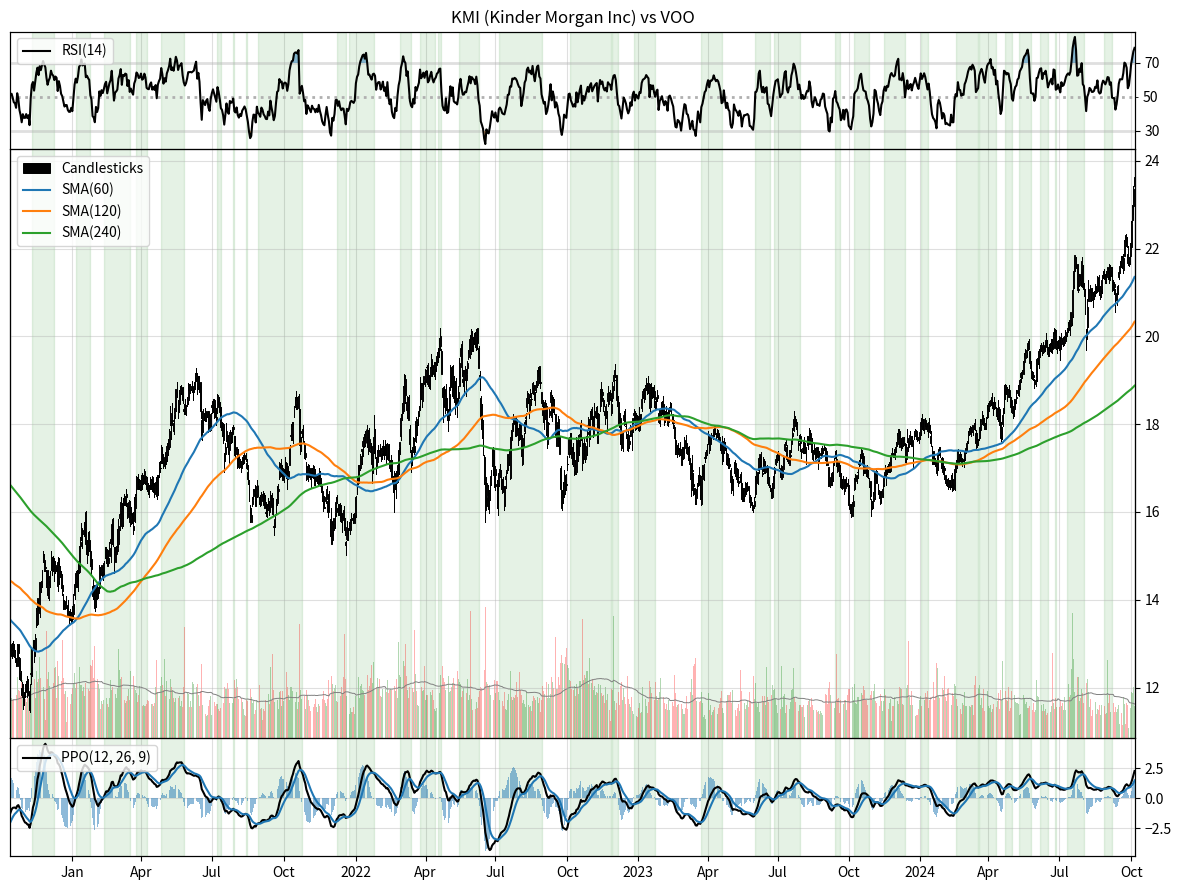 KMI (Kinder Morgan Inc) vs VOO
RSI(14)
70
50
30
Candlesticks
SMA(60)
SMA(120)
SMA(240)
24
22
20
18
16
14
12
PPO(12, 26, 9)
2.5
0.0
−2.5
Jan Apr Jul Oct 2022 Apr Jul Oct 2023 Apr Jul Oct 2024 Apr Jul Oct